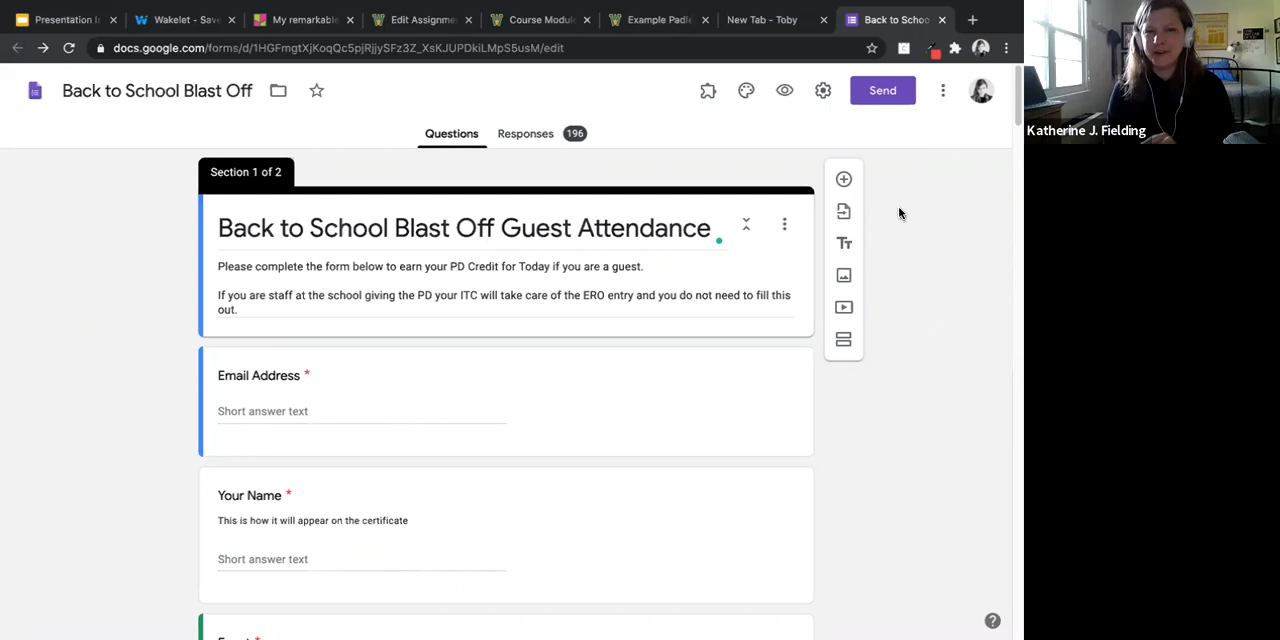 Presentation I
Wakelet - Save
My remarkable
Edit Assignme
Course Modul
Example Padl
New Tab - Toby
Back to Schoo
docs.google.com/forms/d/1HGFmgtXjKoqQc5pjRjjySFz3Z_XsKJUPDkiLMpS5usM/edit
Back to School Blast Off
Send
Katherine J. Fielding
Questions
Responses 196
Section 1 of 2
Back to School Blast Off Guest Attendance
Please complete the form below to earn your PD Credit for Today if you are a guest.
If you are staff at the school giving the PD your ITC will take care of the ERO entry and you do not need to fill this
out.
Email Address *
Short answer text
Your Name *
This is how it will appear on the certificate
Short answer text